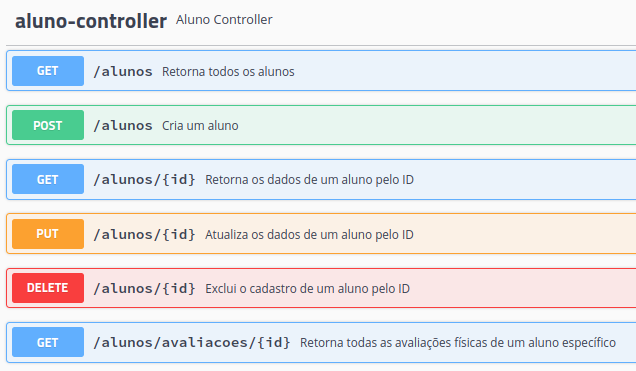 aluno-controller Aluno Controller
GET /alunos Retorna todos os alunos
POST /alunos Cria um aluno
GET /alunos/{id} Retorna os dados de um aluno pelo ID
PUT /alunos/{id} Atualiza os dados de um aluno pelo ID
DELETE /alunos/{id} Exclui o cadastro de um aluno pelo ID
GET /alunos/avaliacoes/{id} Retorna todas as avaliações físicas de um aluno específico